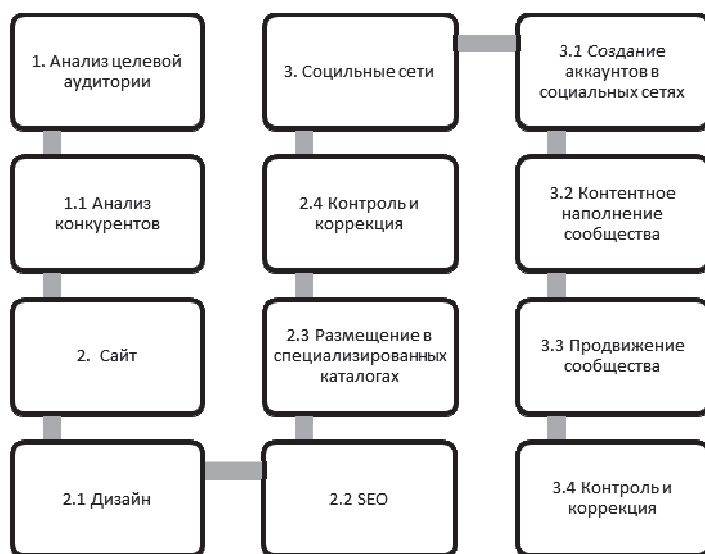 1. Анализ целевой
аудитории
1.1 Анализ
конкурентов
2. Сайт
2.1 Дизайн
2.2 SEO
2.3 Размещение в
специализированных
каталогах
2.4 Контроль и
коррекция
3. Социльные сети
3.1 Создание
аккаунтов в
социальных сетях
3.2 Контентное
наполнение
сообщества
3.3 Продвижение
сообщества
3.4 Контроль и
коррекция